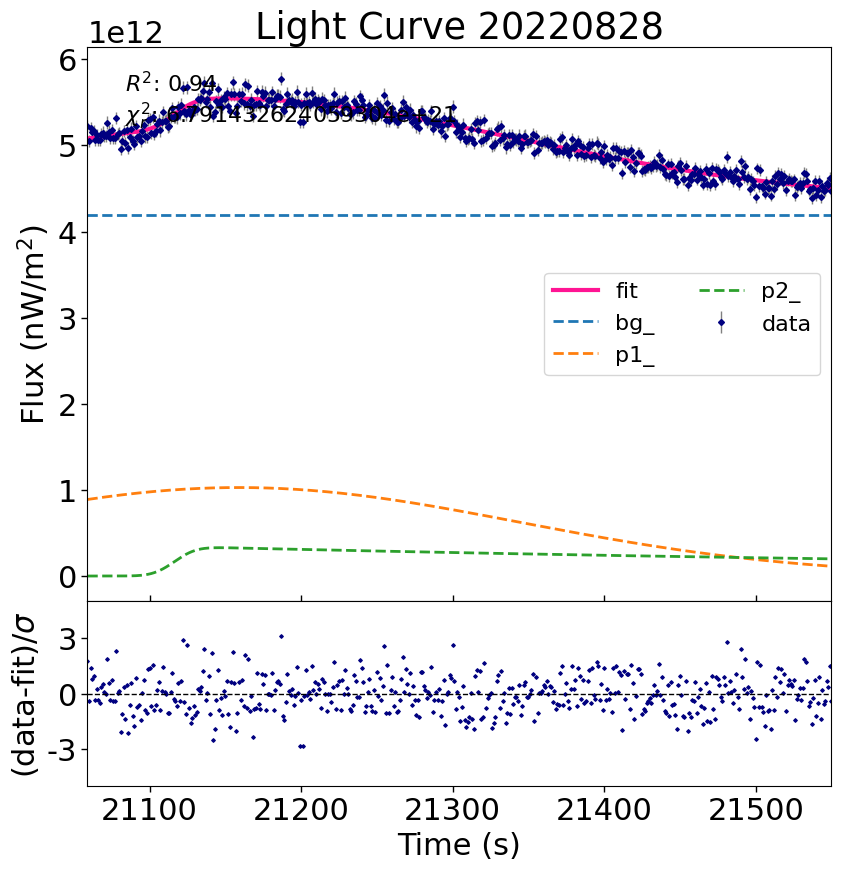 Light Curve 20220828
1e12
R²: 0.94
6
5
4
3
2
1
0
Flux (nW/m²)
fit
bg_
p1_
p2_
data
3
0
-3
(data-fit)/σ
21100 21200 21300 21400 21500
Time (s)